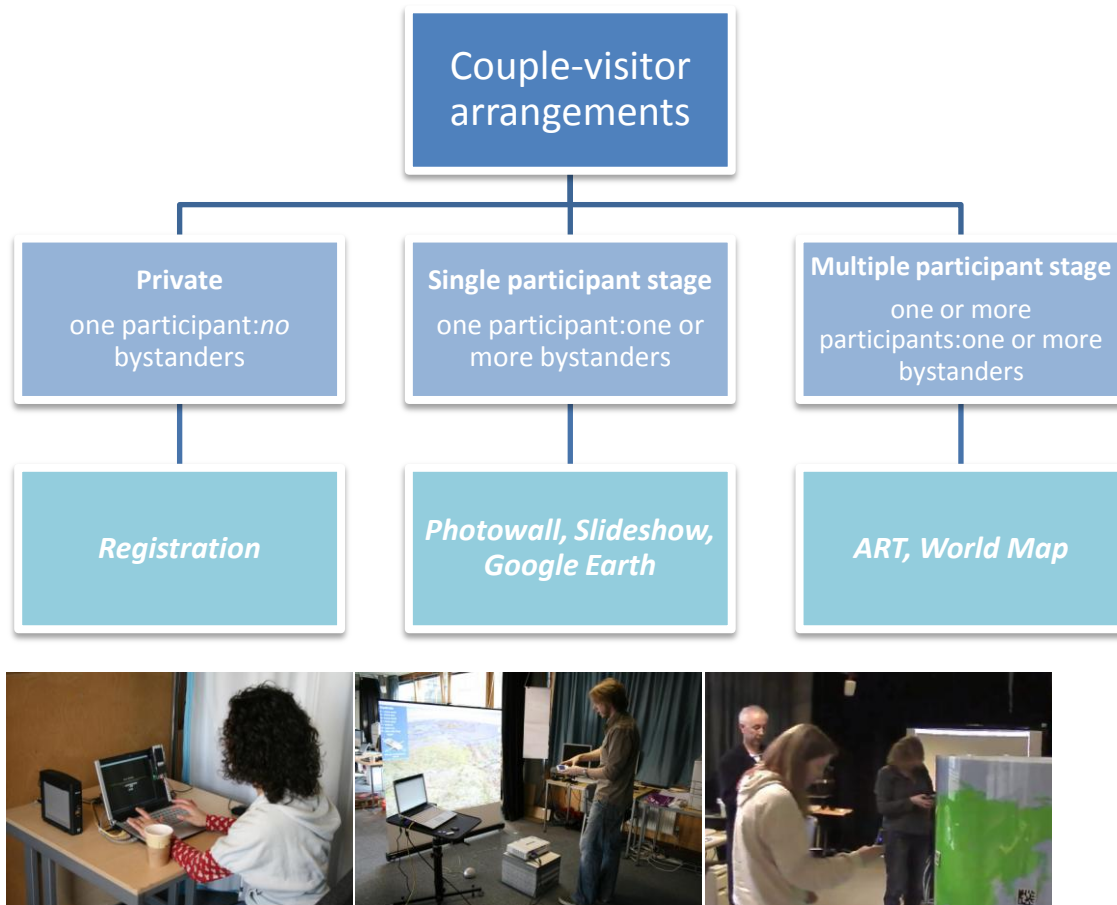 Couple-visitor
arrangements
Private
one participant:no
bystanders
Single participant stage
one participant:one or
more bystanders
Multiple participant stage
one or more
participants:one or more
bystanders
Registration
Photowall, Slideshow,
Google Earth
ART, World Map